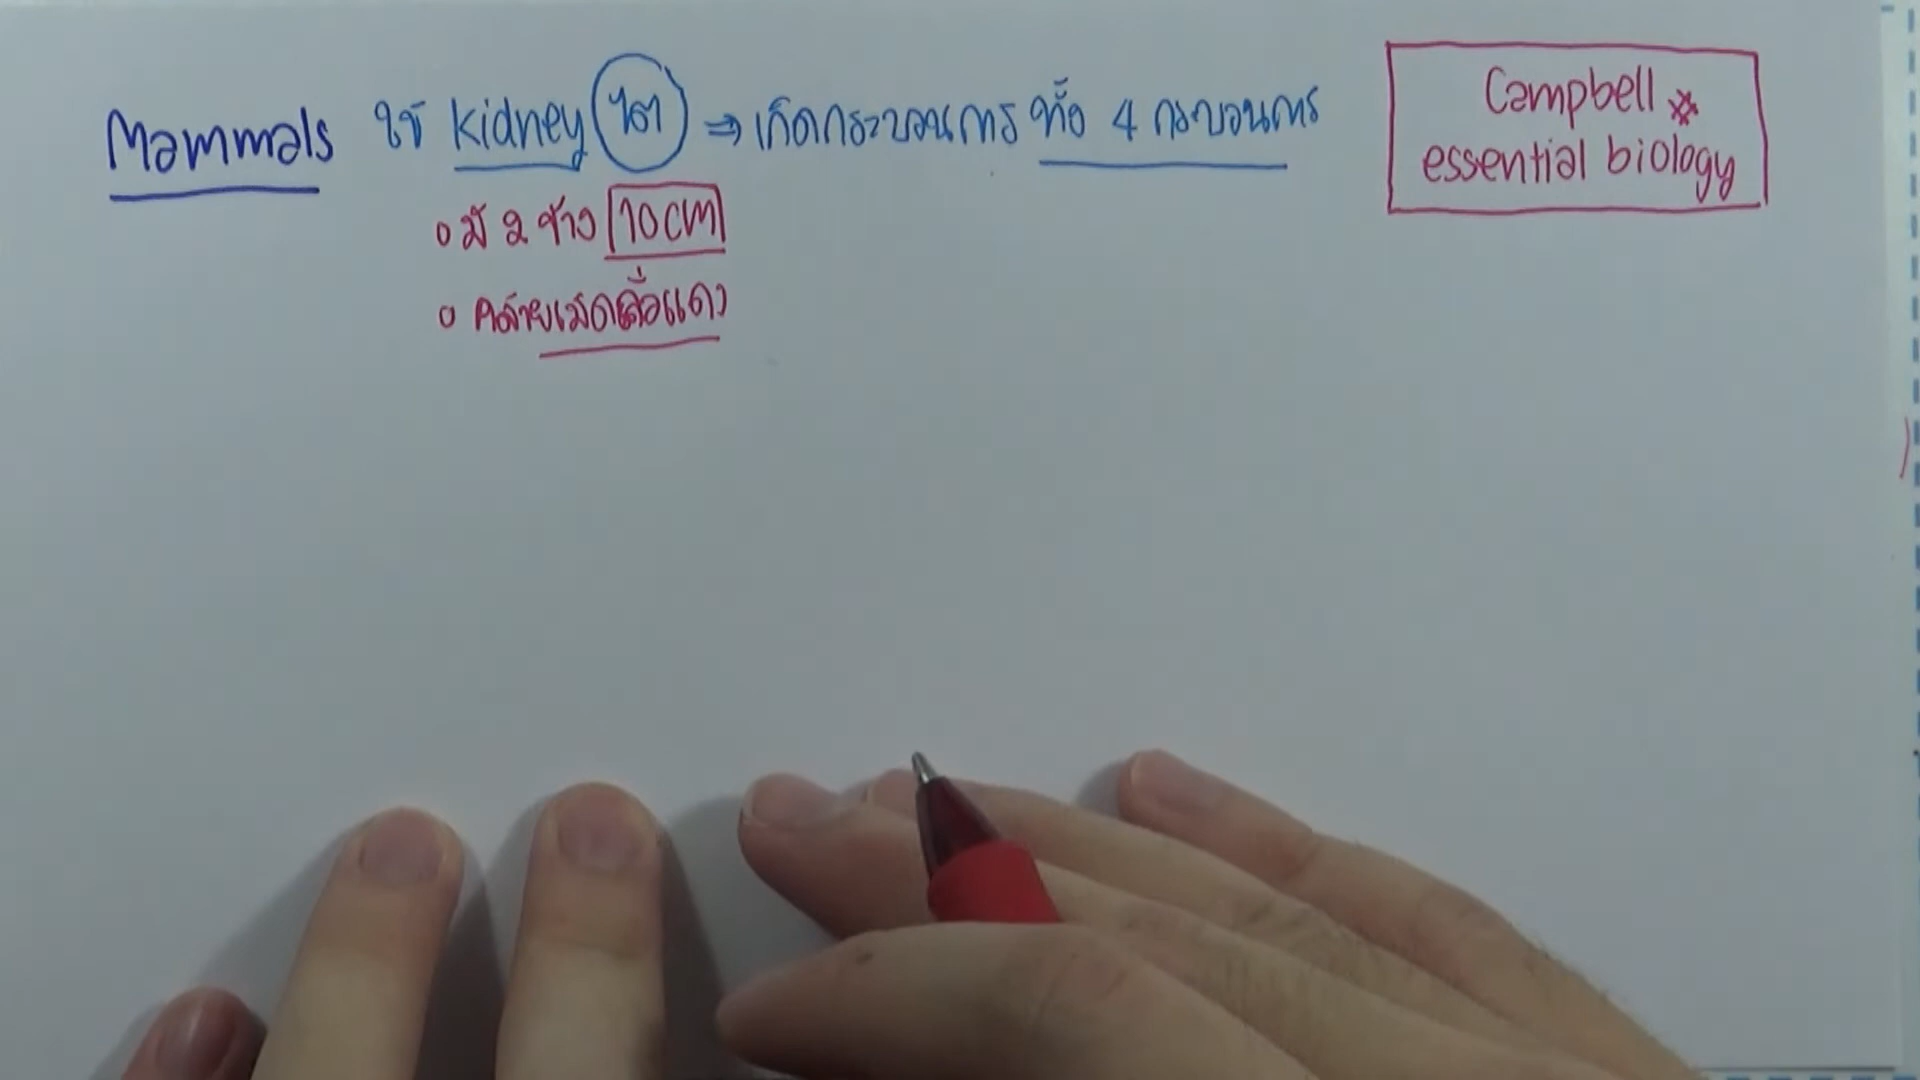 Mammals ใช้ kidney ไต ⇒ เกิดกระบวนการ ทั้ง 4 กระบวนการ
Campbell *
essential biology
o มี 2 ข้าง 10 cm
o คล้ายเม็ดถั่วแดง